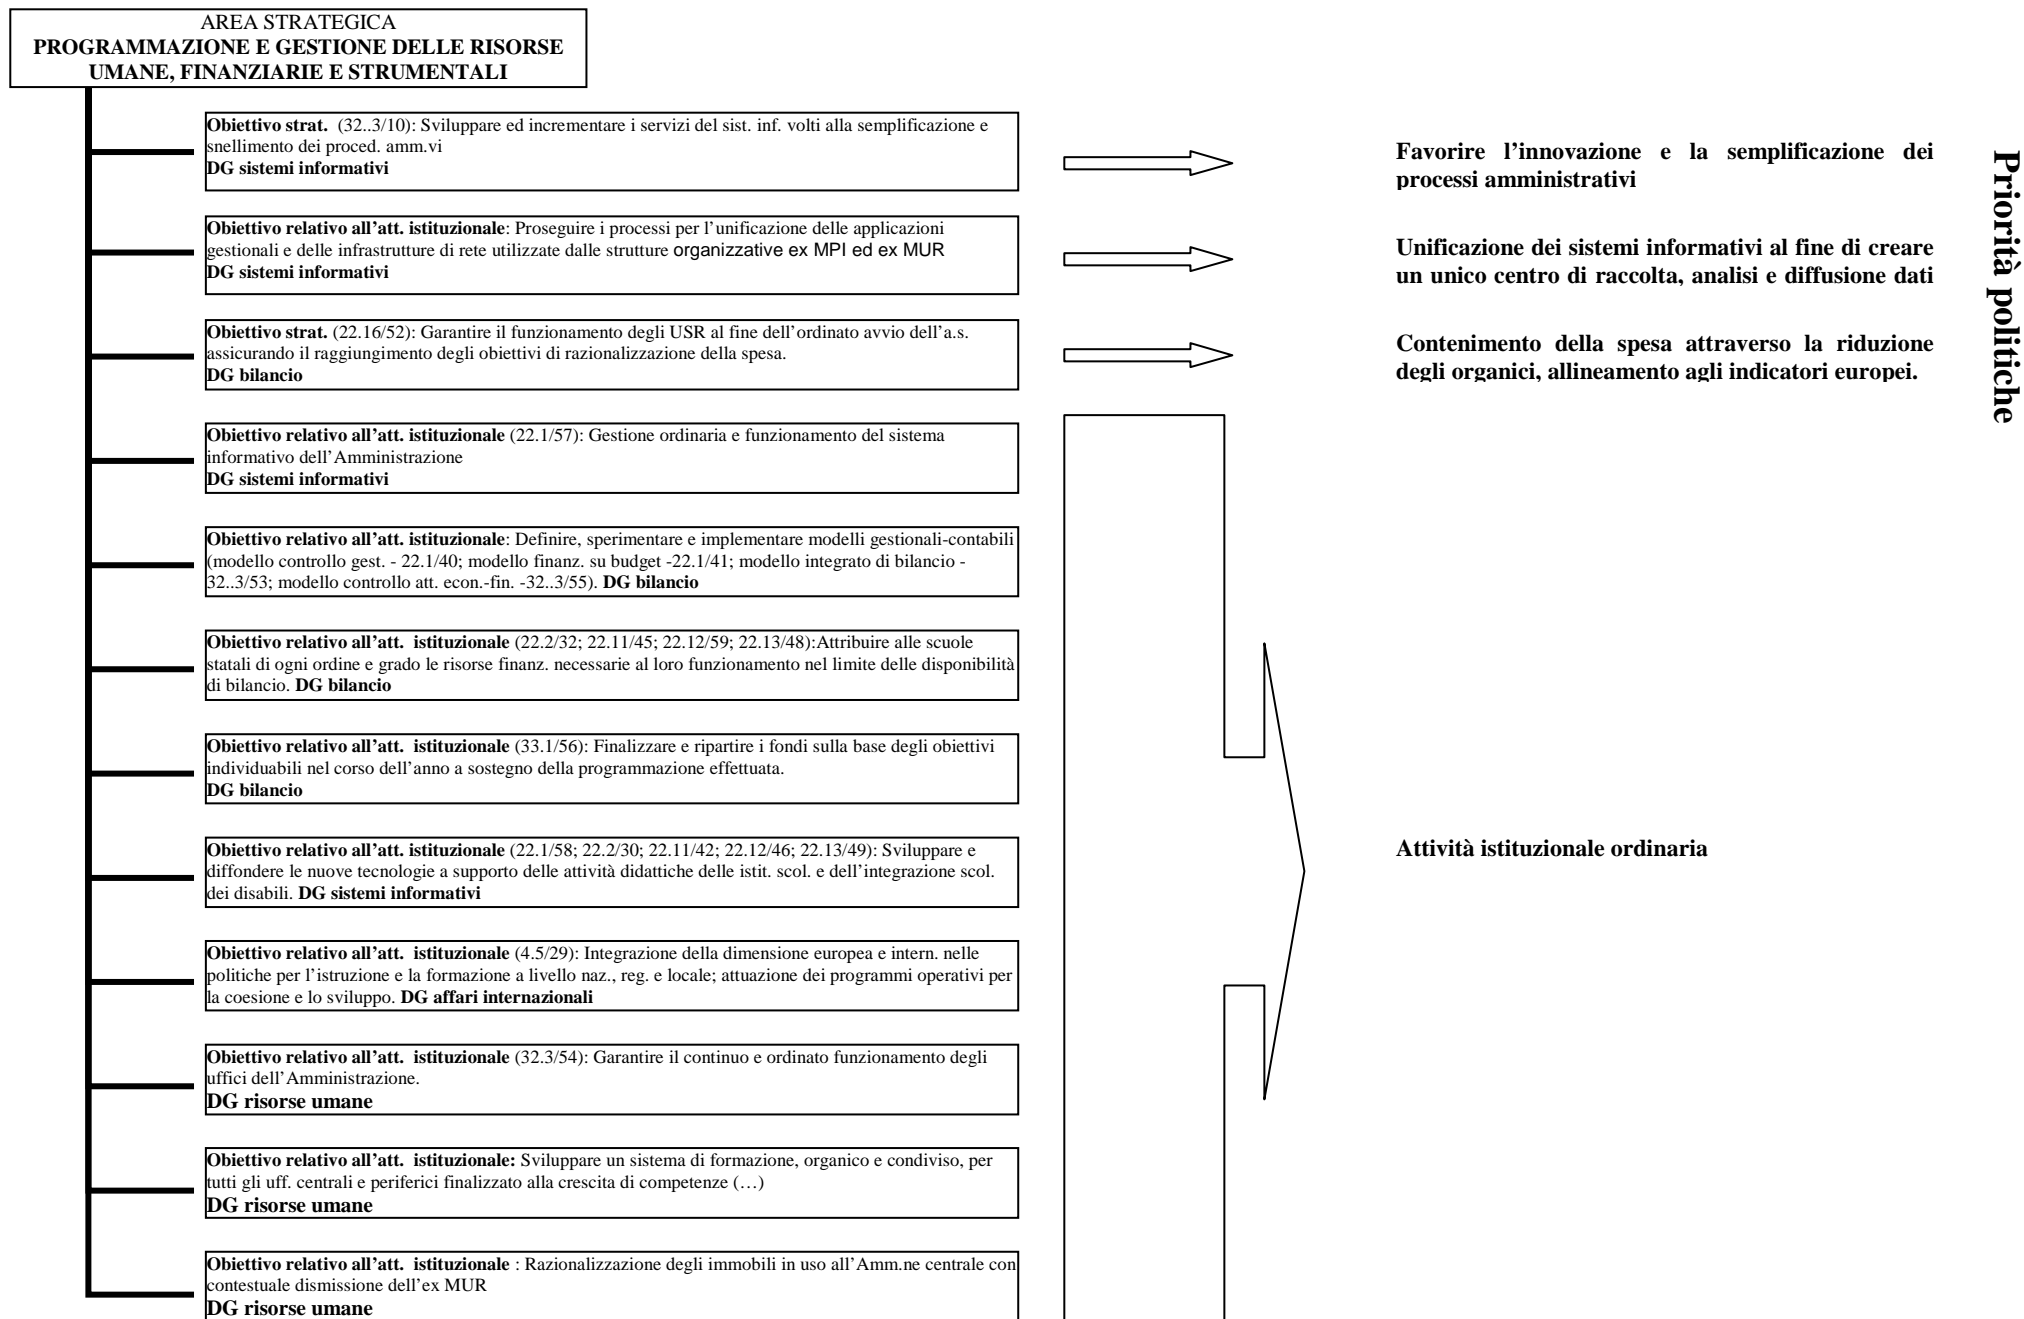 AREA STRATEGICA
PROGRAMMAZIONE E GESTIONE DELLE RISORSE
UMANE, FINANZIARIE E STRUMENTALI
Obiettivo strat. (32..3/10): Sviluppare ed incrementare i servizi del sist. inf. volti alla semplificazione e
snellimento dei proced. amm.vi
DG sistemi informativi
Favorire l’innovazione e la semplificazione dei
processi amministrativi
Obiettivo relativo all’att. istituzionale: Proseguire i processi per l’unificazione delle applicazioni
gestionali e delle infrastrutture di rete utilizzate dalle strutture organizzative ex MPI ed ex MUR
DG sistemi informativi
Unificazione dei sistemi informativi al fine di creare
un unico centro di raccolta, analisi e diffusione dati
Obiettivo strat. (22.16/52): Garantire il funzionamento degli USR al fine dell’ordinato avvio dell’a.s.
assicurando il raggiungimento degli obiettivi di razionalizzazione della spesa.
DG bilancio
Contenimento della spesa attraverso la riduzione
degli organici, allineamento agli indicatori europei.
Priorità politiche
Obiettivo relativo all’att. istituzionale (22.1/57): Gestione ordinaria e funzionamento del sistema
informativo dell’Amministrazione
DG sistemi informativi
Obiettivo relativo all’att. istituzionale: Definire, sperimentare e implementare modelli gestionali-contabili
(modello controllo gest. - 22.1/40; modello finanz. su budget -22.1/41; modello integrato di bilancio -
32..3/53; modello controllo att. econ.-fin. -32..3/55). DG bilancio
Obiettivo relativo all’att. istituzionale (22.2/32; 22.11/45; 22.12/59; 22.13/48):Attribuire alle scuole
statali di ogni ordine e grado le risorse finanz. necessarie al loro funzionamento nel limite delle disponibilità
di bilancio. DG bilancio
Obiettivo relativo all’att. istituzionale (33.1/56): Finalizzare e ripartire i fondi sulla base degli obiettivi
individuabili nel corso dell’anno a sostegno della programmazione effettuata.
DG bilancio
Obiettivo relativo all’att. istituzionale (22.1/58; 22.2/30; 22.11/42; 22.12/46; 22.13/49): Sviluppare e
diffondere le nuove tecnologie a supporto delle attività didattiche delle istit. scol. e dell’integrazione scol.
dei disabili. DG sistemi informativi
Attività istituzionale ordinaria
Obiettivo relativo all’att. istituzionale (4.5/29): Integrazione della dimensione europea e intern. nelle
politiche per l’istruzione e la formazione a livello naz., reg. e locale; attuazione dei programmi operativi per
la coesione e lo sviluppo. DG affari internazionali
Obiettivo relativo all’att. istituzionale (32.3/54): Garantire il continuo e ordinato funzionamento degli
uffici dell’Amministrazione.
DG risorse umane
Obiettivo relativo all’att. istituzionale: Sviluppare un sistema di formazione, organico e condiviso, per
tutti gli uff. centrali e periferici finalizzato alla crescita di competenze (…)
DG risorse umane
Obiettivo relativo all’att. istituzionale : Razionalizzazione degli immobili in uso all’Amm.ne centrale con
contestuale dismissione dell’ex MUR
DG risorse umane